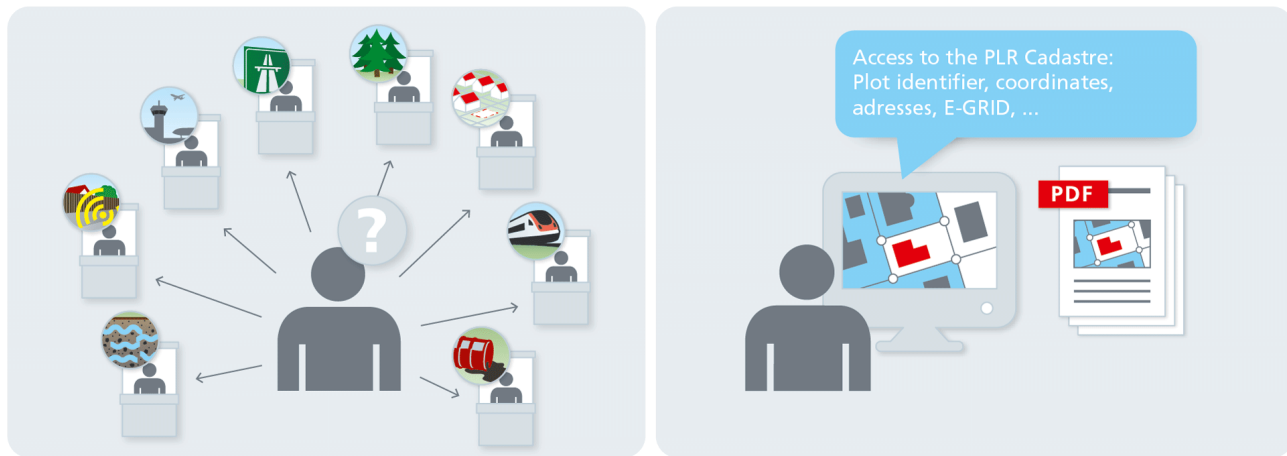 ?
Access to the PLR Cadastre:
Plot identifier, coordinates,
adresses, E-GRID, ...
PDF